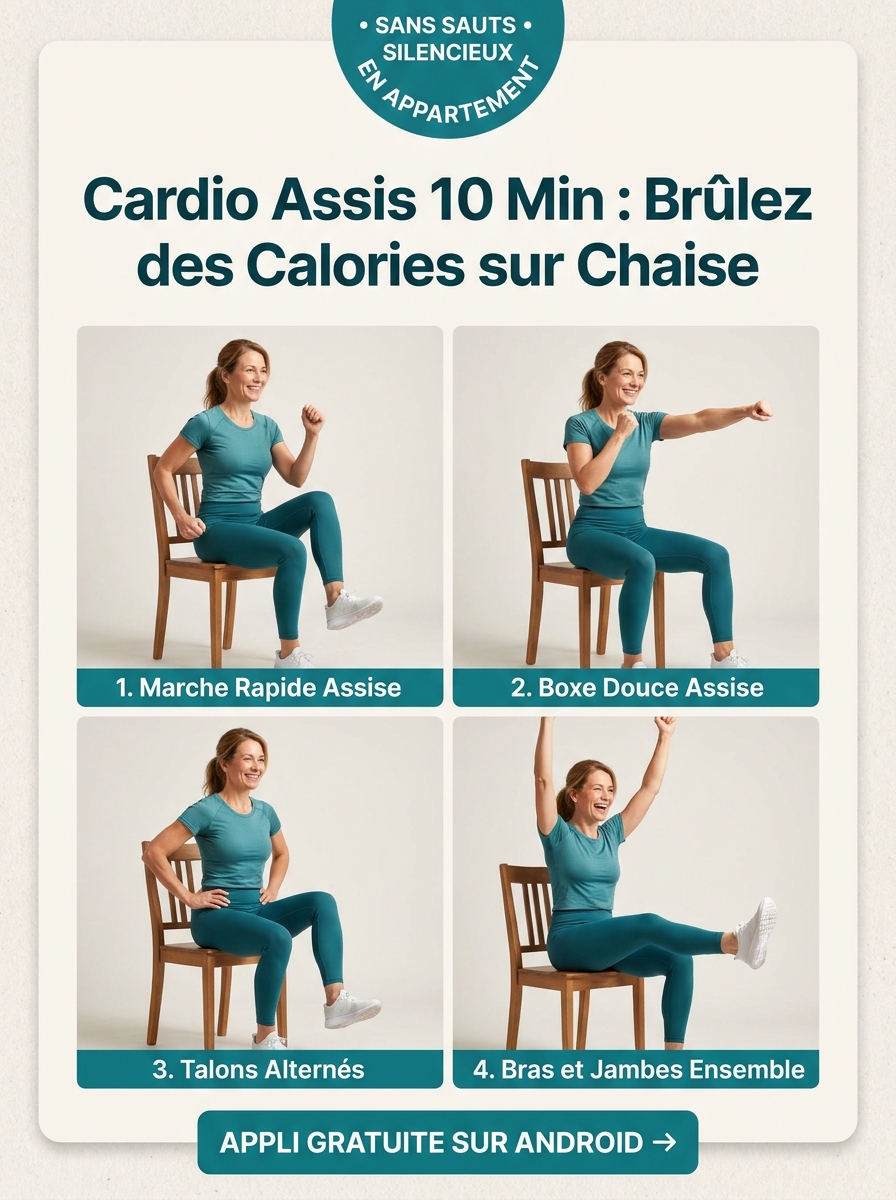 • SANS SAUTS •
SILENCIEUX
EN APPARTEMENT
Cardio Assis 10 Min : Brûlez
des Calories sur Chaise
1. Marche Rapide Assise
2. Boxe Douce Assise
3. Talons Alternés
4. Bras et Jambes Ensemble
APPLI GRATUITE SUR ANDROID →